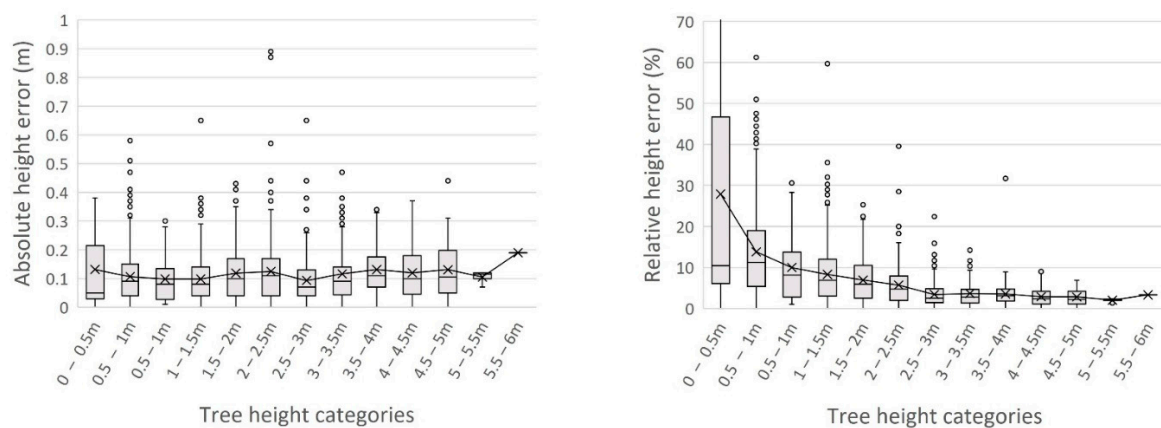 Absolute height error (m)
1
0.9
0.8
0.7
0.6
0.5
0.4
0.3
0.2
0.1
0
0 – 0.5m
0.5 – 1m
0.5 – 1m
1 – 1.5m
1.5 – 2m
2 – 2.5m
2.5 – 3m
3 – 3.5m
3.5 – 4m
4 – 4.5m
4.5 – 5m
5 – 5.5m
5.5 – 6m
Tree height categories
Relative height error (%)
70
60
50
40
30
20
10
0
0 – 0.5m
0.5 – 1m
0.5 – 1m
1 – 1.5m
1.5 – 2m
2 – 2.5m
2.5 – 3m
3 – 3.5m
3.5 – 4m
4 – 4.5m
4.5 – 5m
5 – 5.5m
5.5 – 6m
Tree height categories